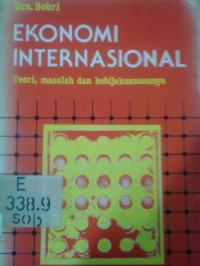 Drs. Sobri
EKONOMI
INTERNASIONAL
Teori, masalah dan kebijaksanaannya
E
338.9
Sob